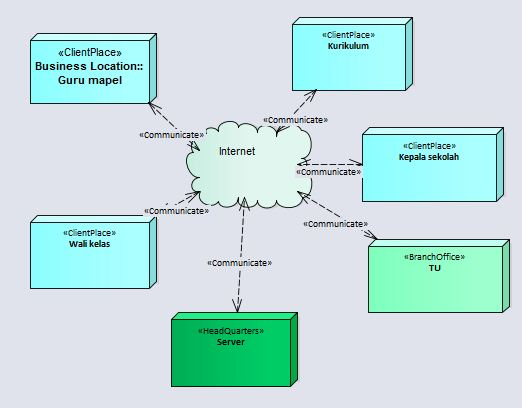 «ClientPlace»
Business Location::
Guru mapel
«ClientPlace»
Kurikulum
«Communicate»
«Communicate»
Internet
«ClientPlace»
Kepala sekolah
«Communicate»
«Communicate»
«Communicate»
«ClientPlace»
Wali kelas
«BranchOffice»
TU
«Communicate»
«HeadQuarters»
Server